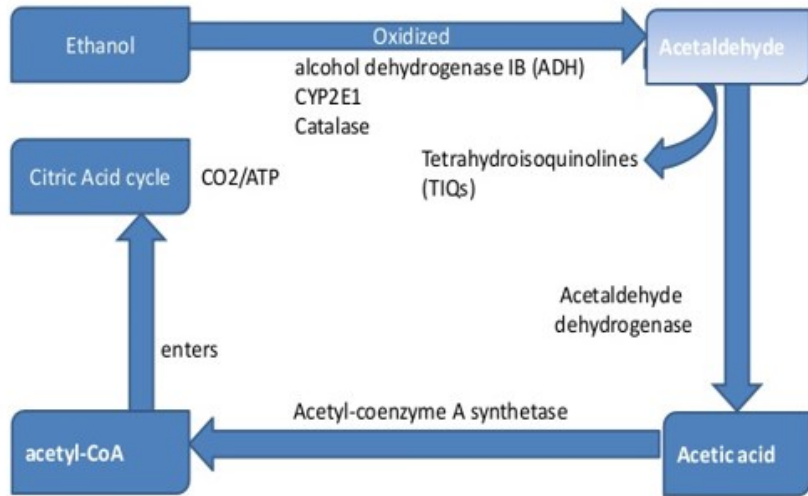 Ethanol
Oxidized
Acetaldehyde
alcohol dehydrogenase IB (ADH)
CYP2E1
Catalase
Tetrahydroisoquinolines
(TIQs)
Citric Acid cycle
CO2/ATP
Acetaldehyde
dehydrogenase
enters
Acetyl-coenzyme A synthetase
acetyl-CoA
Acetic acid